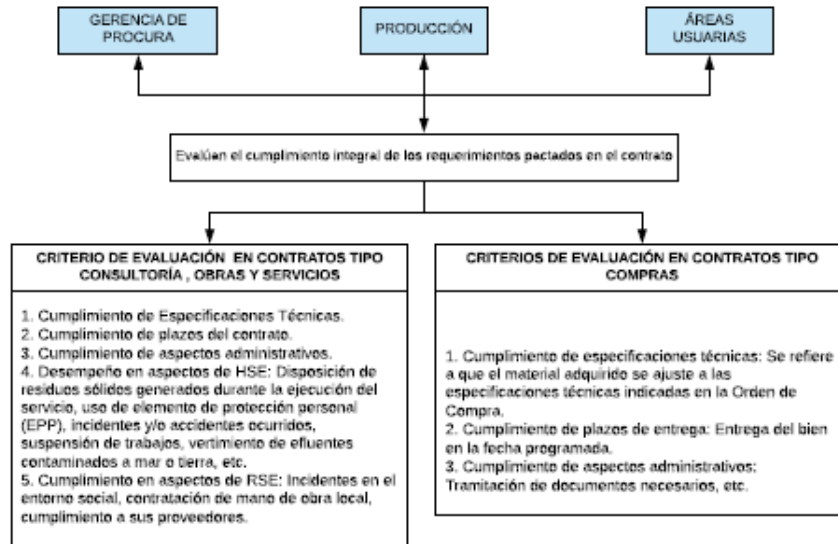 GERENCIA DE
PROCURA
PRODUCCIÓN
ÁREAS
USUARIAS
Evalúan el cumplimiento integral de los requerimientos pactados en el contrato
CRITERIO DE EVALUACIÓN EN CONTRATOS TIPO
CONSULTORÍA , OBRAS Y SERVICIOS
1. Cumplimiento de Especificaciones Técnicas.
2. Cumplimiento de plazos del contrato.
3. Cumplimiento de aspectos administrativos.
4. Desempeño en aspectos de HSE: Disposición de
residuos sólidos generados durante la ejecución del
servicio, uso de elemento de protección personal
(EPP), incidentes y/o accidentes ocurridos,
suspensión de trabajos, vertimiento de efluentes
contaminados a mar o tierra, etc.
5. Cumplimiento en aspectos de RSE: Incidentes en el
entorno social, contratación de mano de obra local,
cumplimiento a sus proveedores.
CRITERIOS DE EVALUACIÓN EN CONTRATOS TIPO
COMPRAS
1. Cumplimiento de especificaciones técnicas: Se refiere
a que el material adquirido se ajuste a las
especificaciones técnicas indicadas en la Orden de
Compra.
2. Cumplimiento de plazos de entrega: Entrega del bien
en la fecha programada.
3. Cumplimiento de aspectos administrativos:
Tramitación de documentos necesarios, etc.